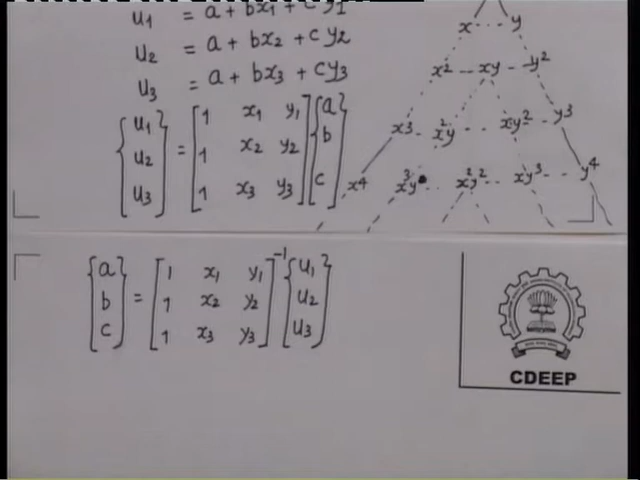 u1 = a + bx1 + cy1
u2 = a + bx2 + cy2
u3 = a + bx3 + cy3
{u1 u2 u3} = [1 x1 y1; 1 x2 y2; 1 x3 y3] {a b c}
x y
x² xy y²
x3 x²y xy² y3
x4 x³y x²y² xy³ y4
{a b c} = [1 x1 y1; 1 x2 y2; 1 x3 y3]⁻¹ {u1 u2 u3}
CDEEP